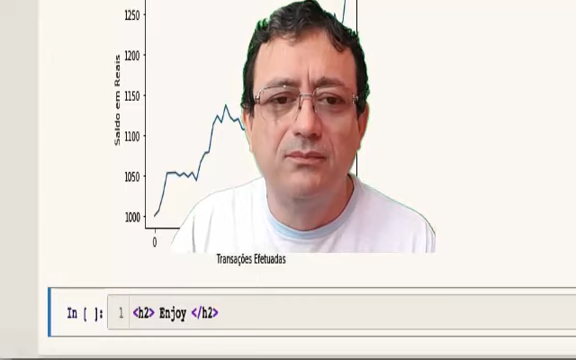 1250
1200
1150
1100
1050
1000
Saldo em Reais
0
Transações Efetuadas
In [ ]: 1 <h2> Enjoy </h2>